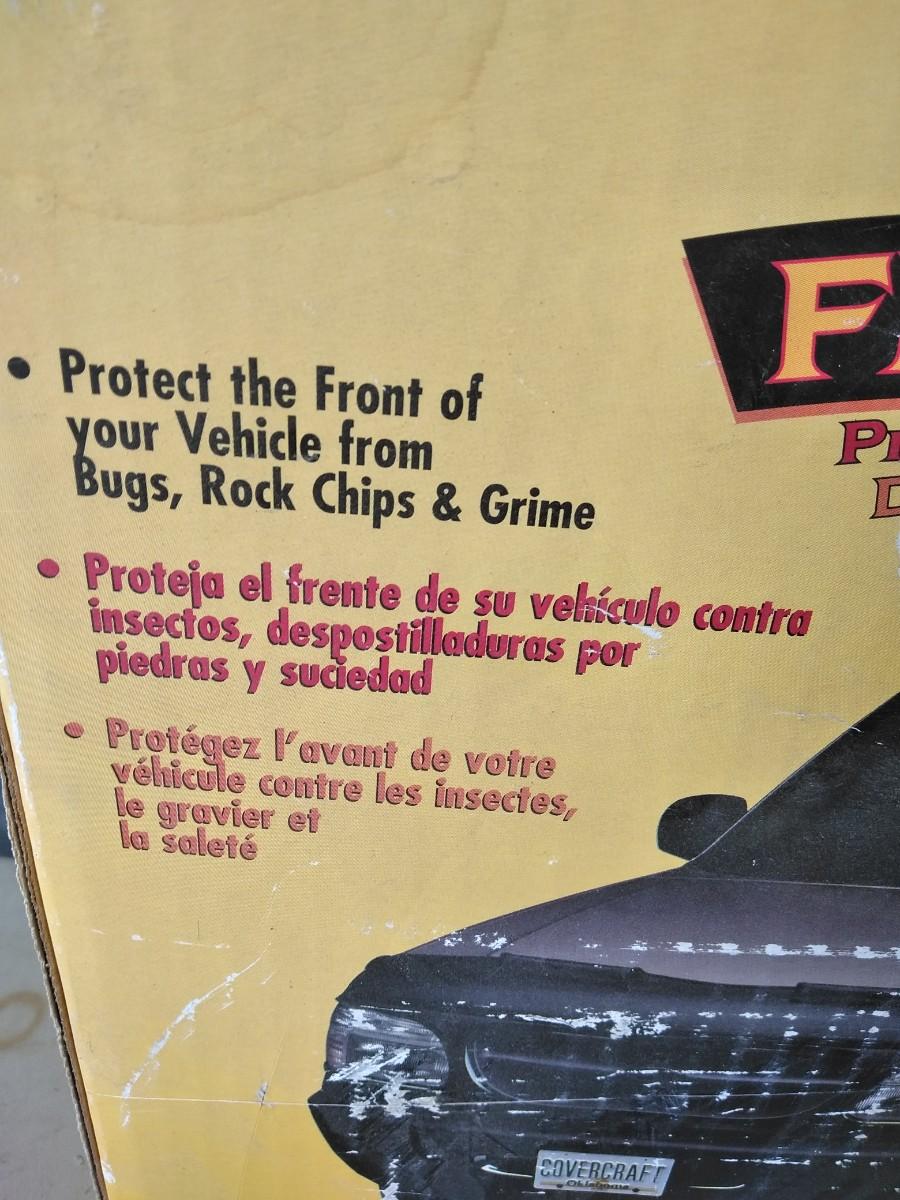 • Protect the Front of
your Vehicle from
Bugs, Rock Chips & Grime
• Proteja el frente de su vehículo contra
insectos, despostilladuras por
piedras y suciedad
• Protégez l'avant de votre
véhicule contre les insectes,
le gravier et
la saleté
F
P
D
COVERCRAFT
Oklahoma